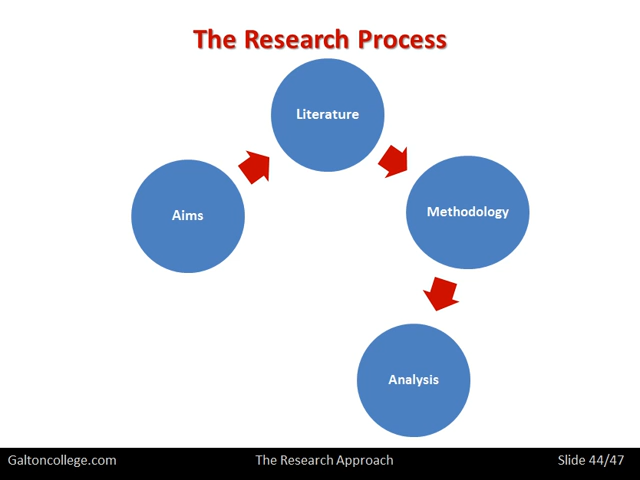 The Research Process
Literature
Aims
Methodology
Analysis
Galtoncollege.com
The Research Approach
Slide 44/47